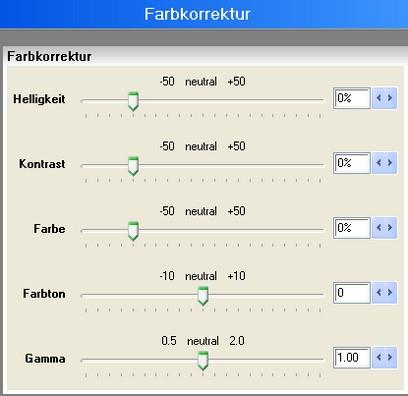 Farbkorrektur
Farbkorrektur
-50 neutral +50
Helligkeit 0%
-50 neutral +50
Kontrast 0%
-50 neutral +50
Farbe 0%
-10 neutral +10
Farbton 0
0.5 neutral 2.0
Gamma 1.00